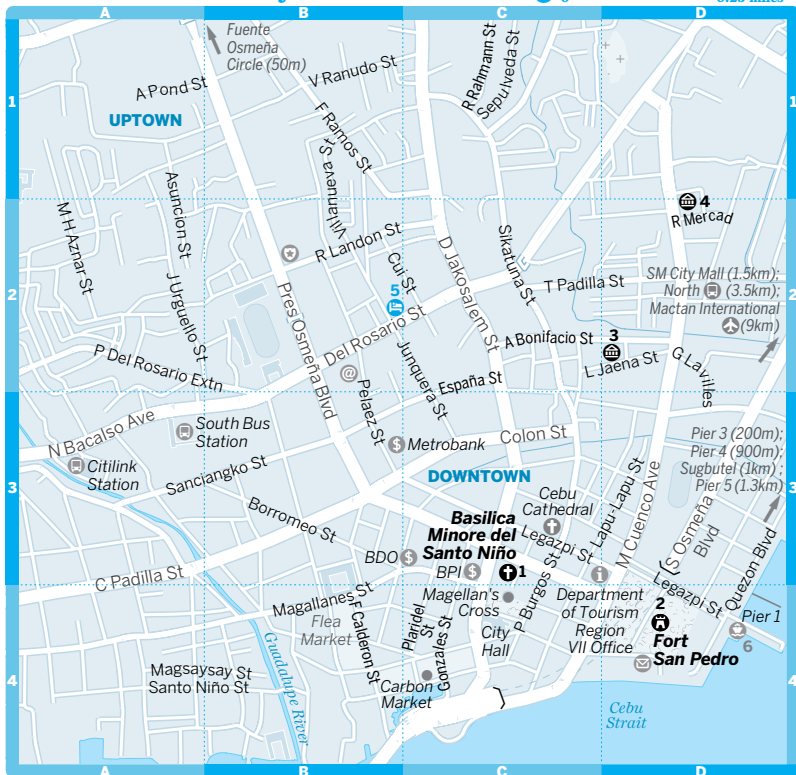 A
B
C
D
Fuente
Osmeña
Circle (50m)
A Pond St
V Ranudo St
R Rahmann St
Sepulveda St
1
1
UPTOWN
F Ramos St
Villanueva St
Asuncion St
M H Aznar St
4
R Mercad
R Landon St
D Jakosalem St
Sikatuna St
Cui St
SM City Mall (1.5km);
North (3.5km);
Mactan International
(9km)
T Padilla St
2
2
5
J Urguello St
Pres Osmeña Blvd
Del Rosario St
A Bonifacio St
3
L Jaena St
G Lavilles
P Del Rosario Extn
@
Junquera St
España St
Pelaez St
N Bacalso Ave
South Bus
Station
Colon St
$ Metrobank
Pier 3 (200m);
Pier 4 (900m);
Sugbutel (1km);
Pier 5 (1.3km)
Citilink
Station
Sanciangko St
DOWNTOWN
3
3
Cebu
Cathedral
Lapu-Lapu St
M Cuenco Ave
S Osmeña
Blvd
Borromeo St
Basilica
Minore del
Santo Niño
1
Legazpi St
Quezon Blvd
BDO $
BPI $
i
C Padilla St
Magallanes St
Magellan's
Cross
P Burgos St
Department
of Tourism
Region
VII Office
Legazpi St
2
Fort
San Pedro
Pier 1
6
Flea
Market
F Calderon St
Plaridel
St
Gonzales St
City
Hall
4
4
Guadalupe River
Magsaysay St
Santo Niño St
Carbon
Market
Cebu
Strait
A
B
C
D